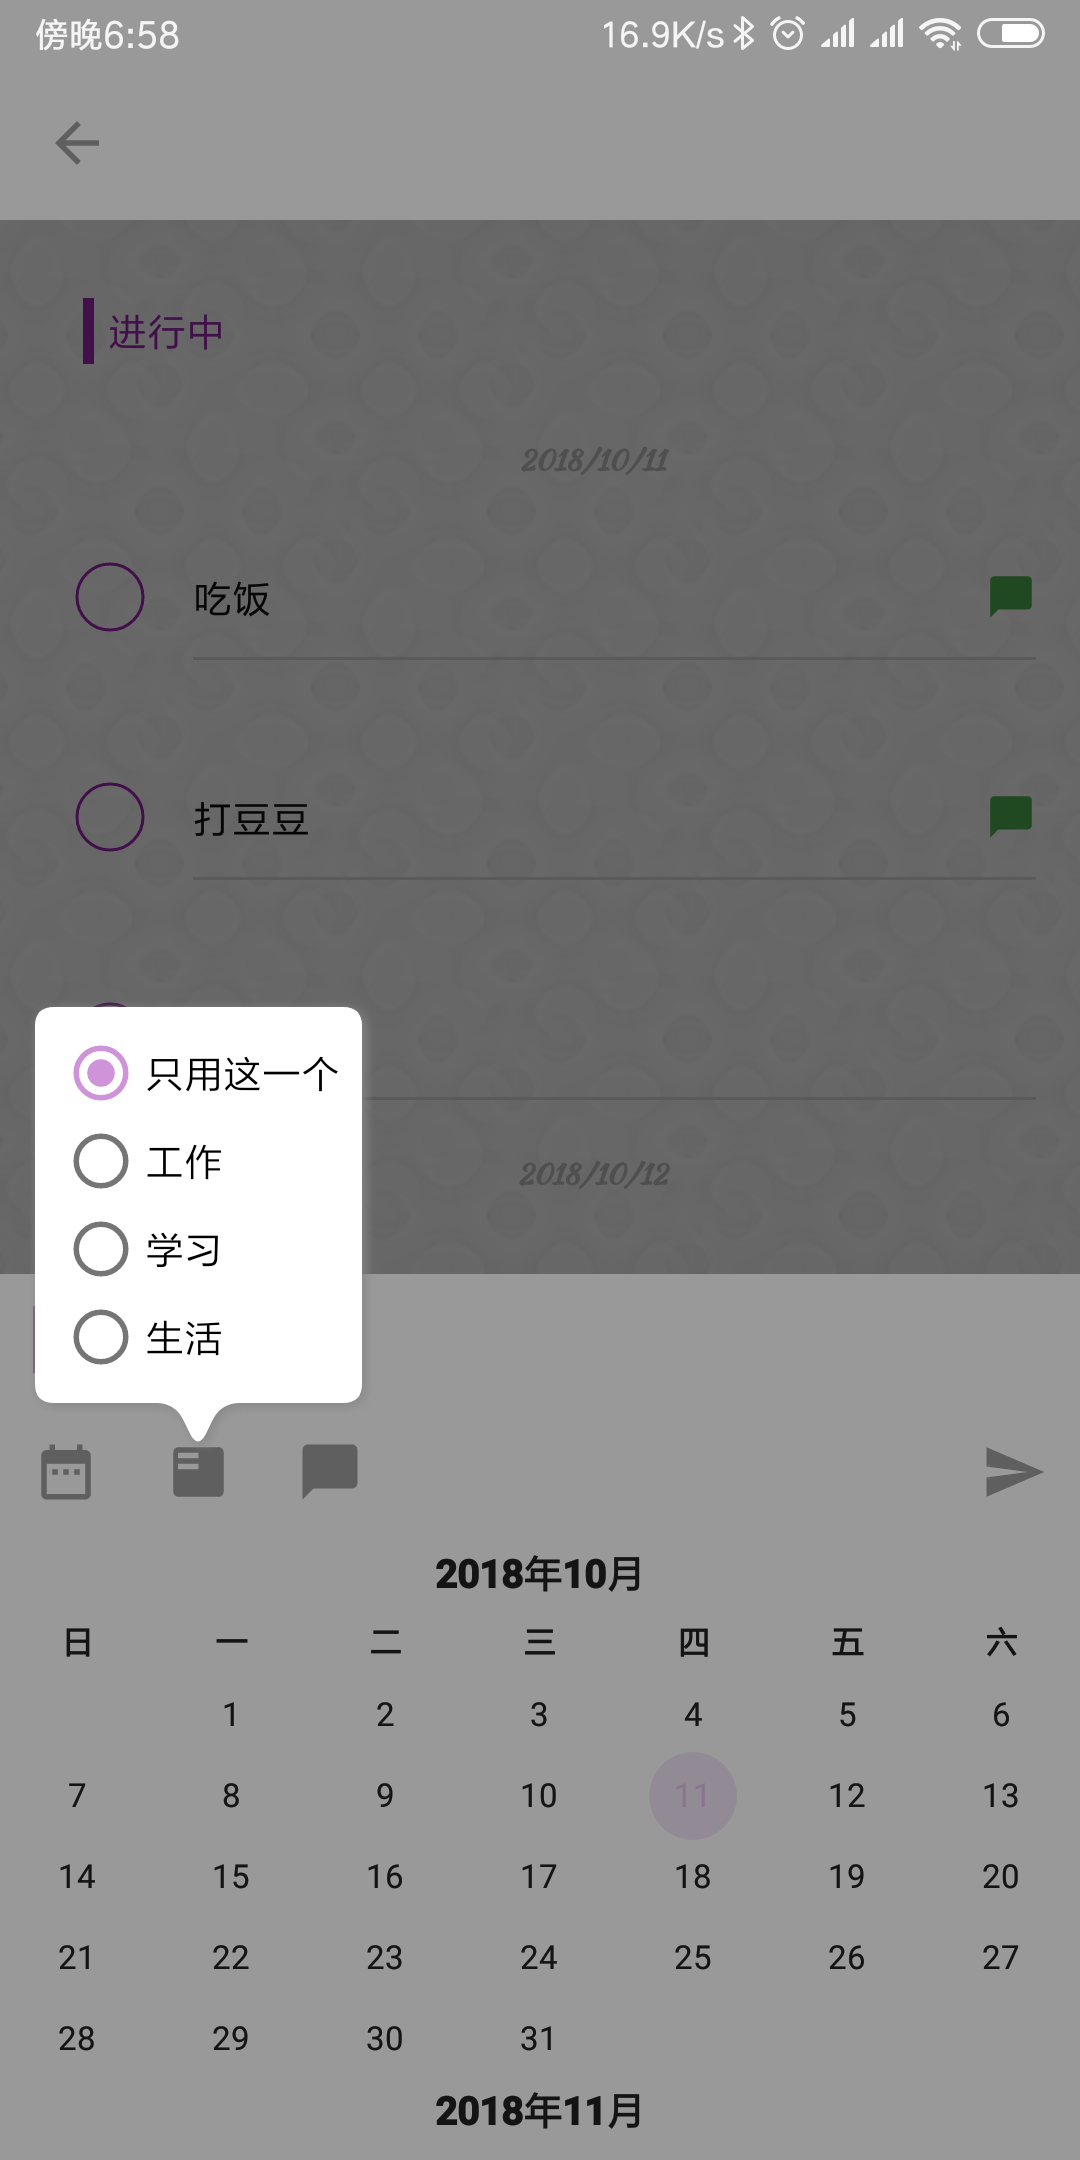 傍晚6:58 16.9K/s
进行中
2018/10/11
吃饭
打豆豆
只用这一个
工作
2018/10/12
学习
生活
2018年10月
日 一 二 三 四 五 六
1 2 3 4 5 6
7 8 9 10 11 12 13
14 15 16 17 18 19 20
21 22 23 24 25 26 27
28 29 30 31
2018年11月